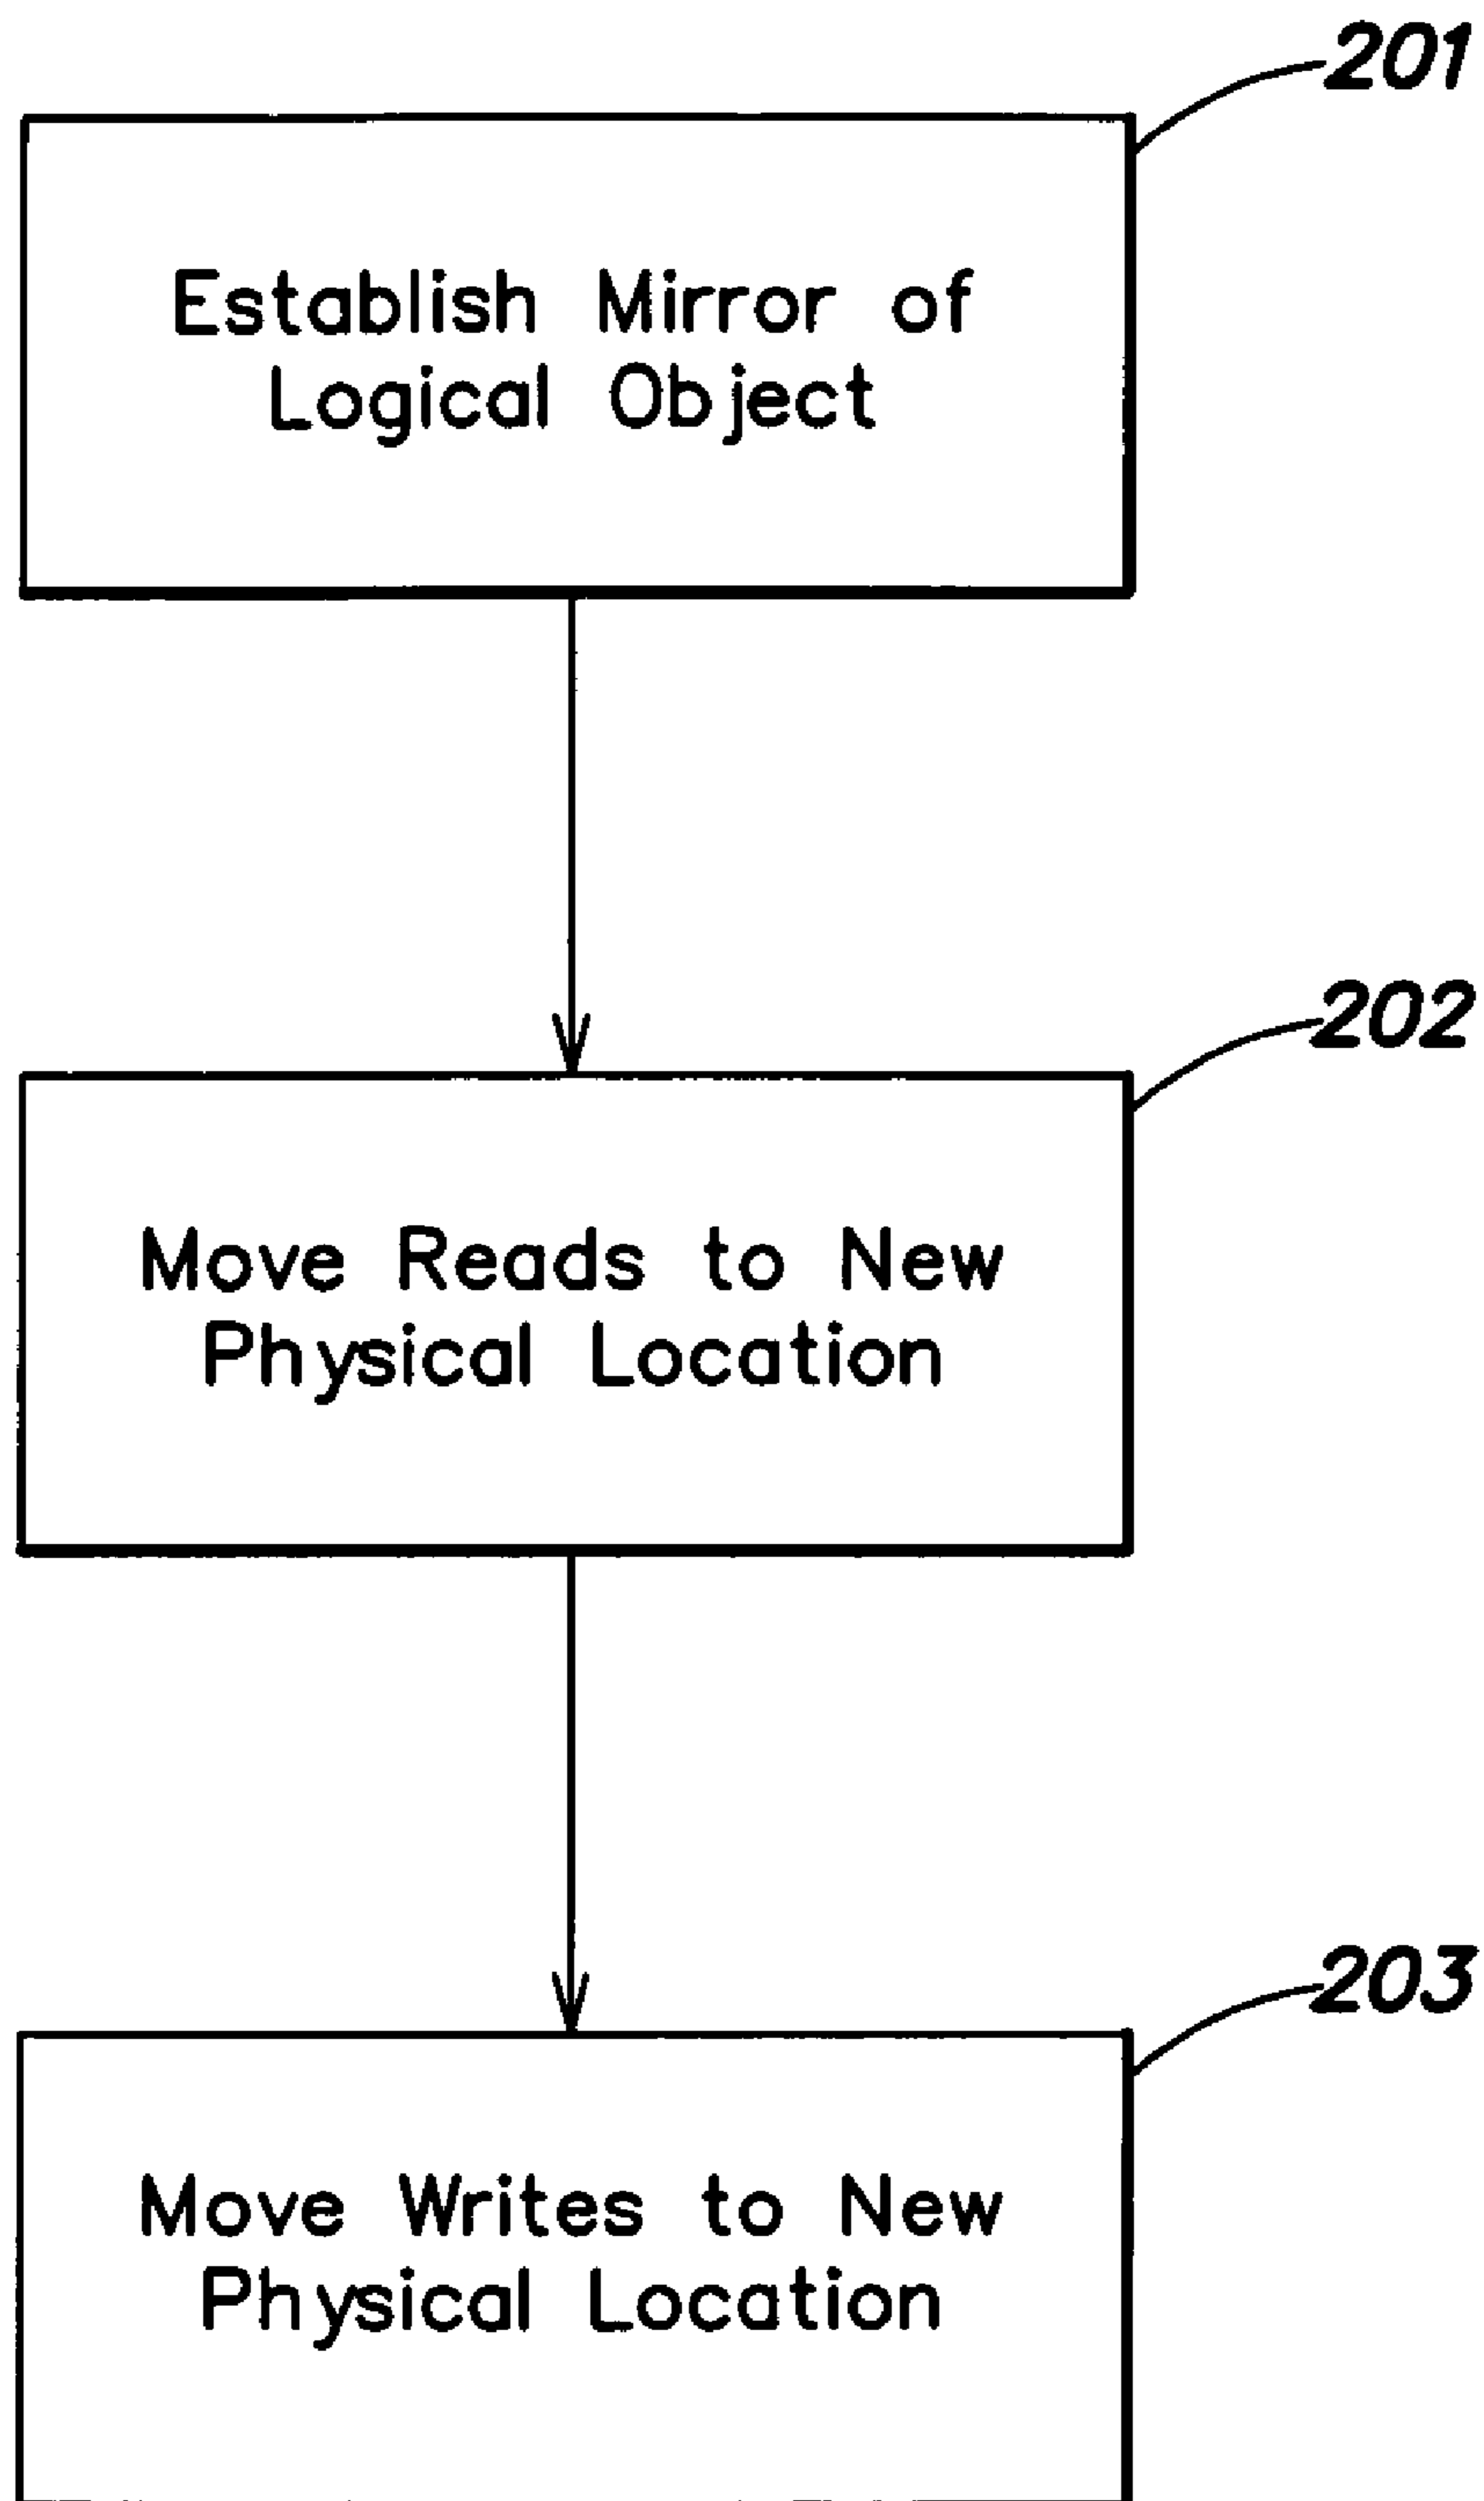 201
Establish Mirror of
Logical Object
202
Move Reads to New
Physical Location
203
Move Writes to New
Physical Location